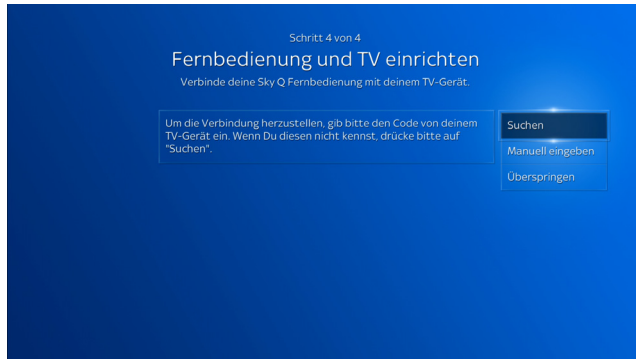 Schritt 4 von 4
Fernbedienung und TV einrichten
Verbinde deine Sky Q Fernbedienung mit deinem TV-Gerät.
Um die Verbindung herzustellen, gib bitte den Code von deinem
TV-Gerät ein. Wenn Du diesen nicht kennst, drücke bitte auf
"Suchen".
Suchen
Manuell eingeben
Überspringen